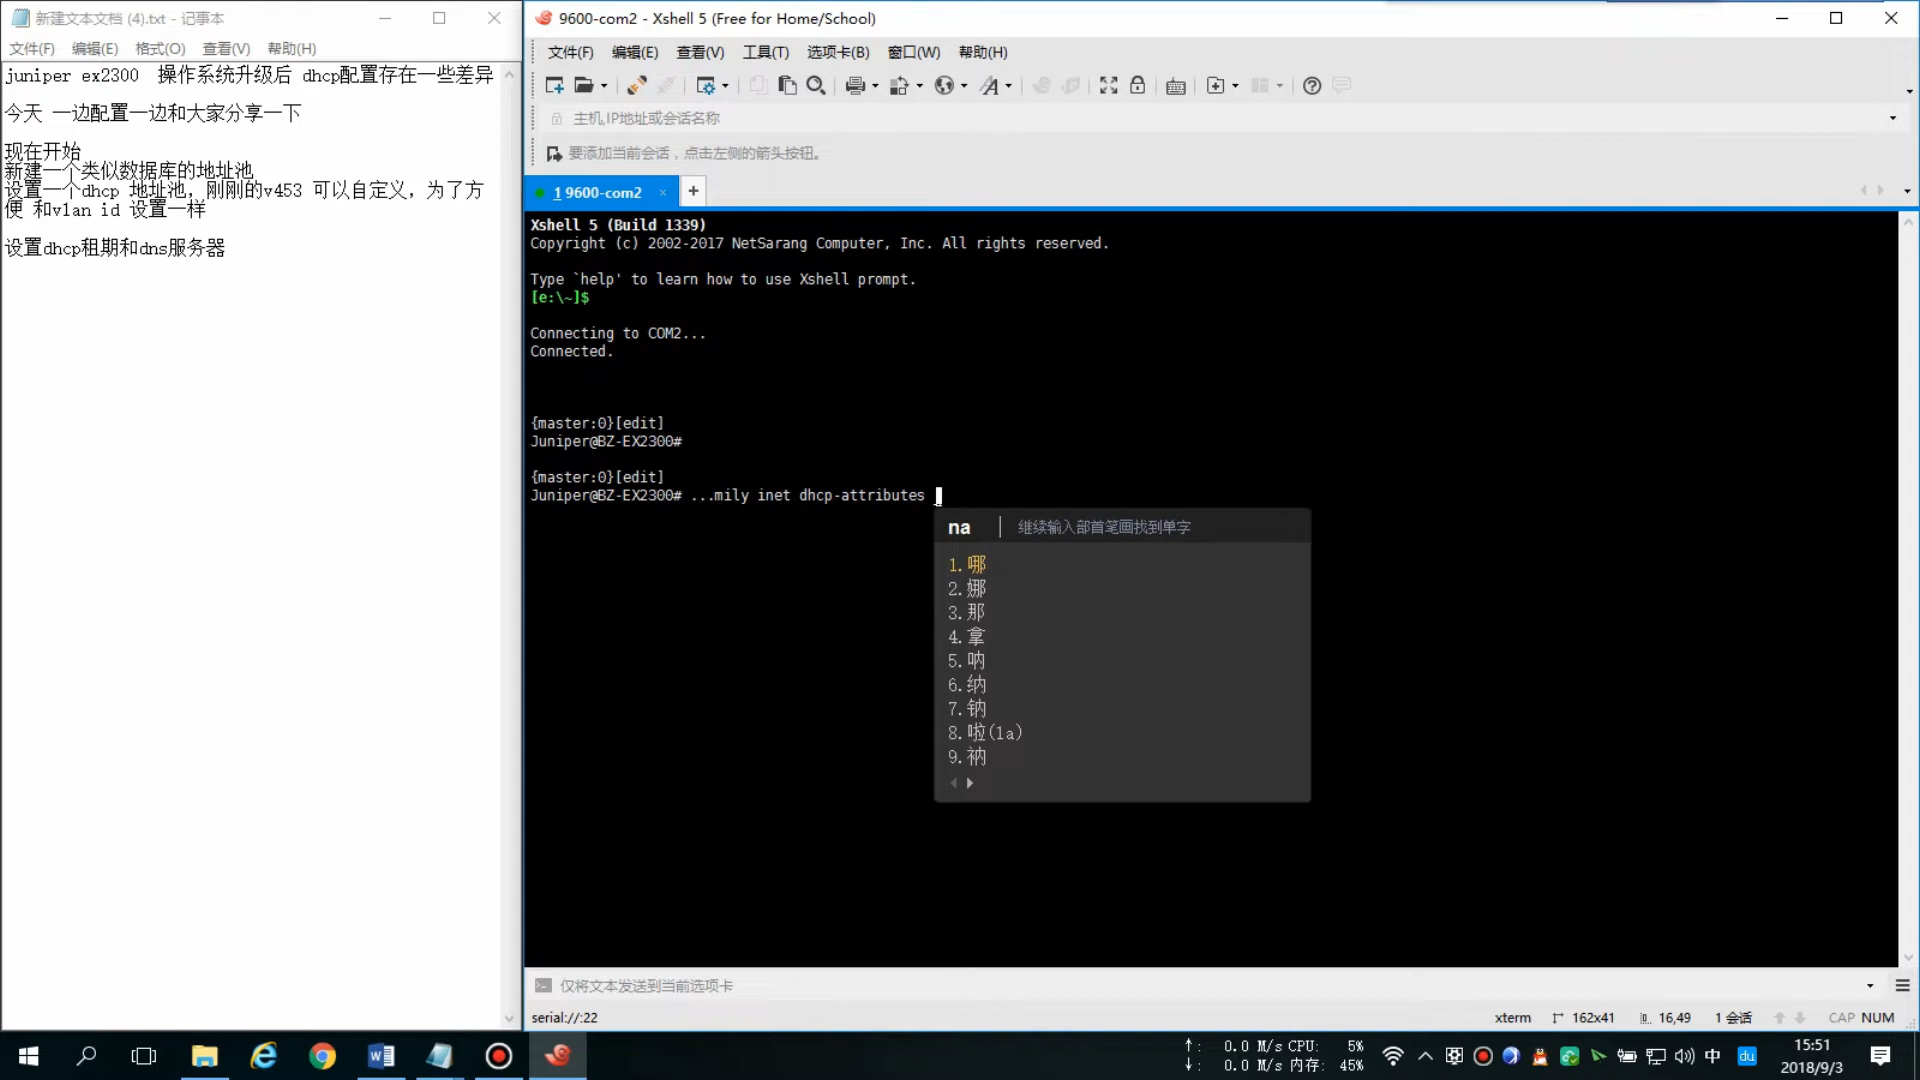 新建文本文档 (4).txt - 记事本
文件(F) 编辑(E) 格式(O) 查看(V) 帮助(H)
juniper ex2300  操作系统升级后 dhcp配置存在一些差异
今天 一边配置一边和大家分享一下
现在开始
新建一个类似数据库的地址池
设置一个dhcp 地址池，刚刚的v453 可以自定义，为了方
便 和vlan id 设置一样
设置dhcp租期和dns服务器
9600-com2 - Xshell 5 (Free for Home/School)
文件(F) 编辑(E) 查看(V) 工具(T) 选项卡(B) 窗口(W) 帮助(H)
主机,IP地址或会话名称
要添加当前会话，点击左侧的箭头按钮。
1 9600-com2 × +
Xshell 5 (Build 1339)
Copyright (c) 2002-2017 NetSarang Computer, Inc. All rights reserved.
Type `help' to learn how to use Xshell prompt.
[e:\~]$
Connecting to COM2...
Connected.
{master:0}[edit]
Juniper@BZ-EX2300#
{master:0}[edit]
Juniper@BZ-EX2300# ...mily inet dhcp-attributes
na | 继续输入部首笔画找到单字
1.哪
2.娜
3.那
4.拿
5.呐
6.纳
7.钠
8.啦(la)
9.衲
仅将文本发送到当前选项卡
serial://:22 xterm 162x41 16,49 1 会话 CAP NUM
↑: 0.0 M/s CPU: 5%
↓: 0.0 M/s 内存: 45%
中 du
15:51
2018/9/3